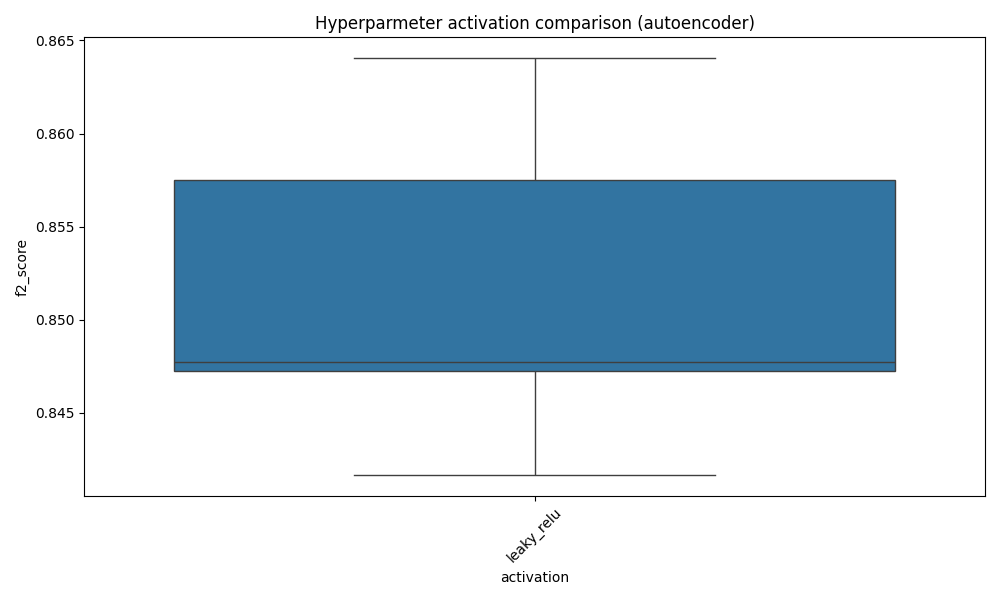 Hyperparmeter activation comparison (autoencoder)
0.865
0.860
0.855
0.850
0.845
f2_score
leaky_relu
activation